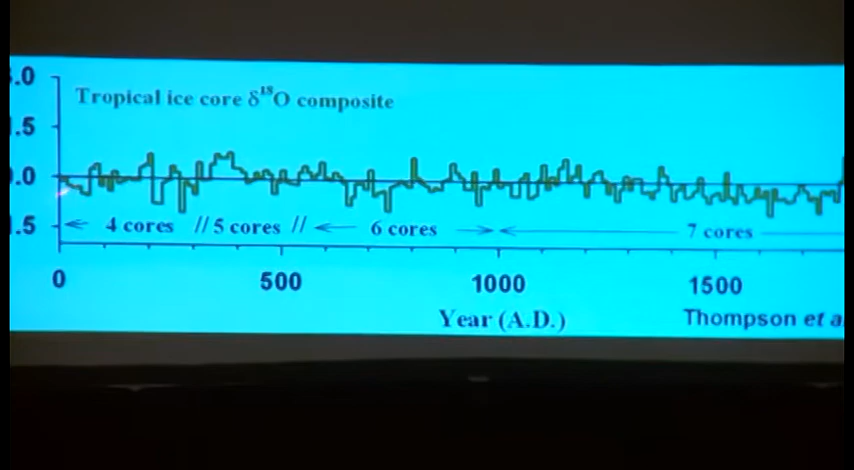 .0
Tropical ice core δ¹⁸O composite
.5
.0
.5
4 cores // 5 cores // 6 cores 7 cores
0 500 1000 1500
Year (A.D.)
Thompson et a